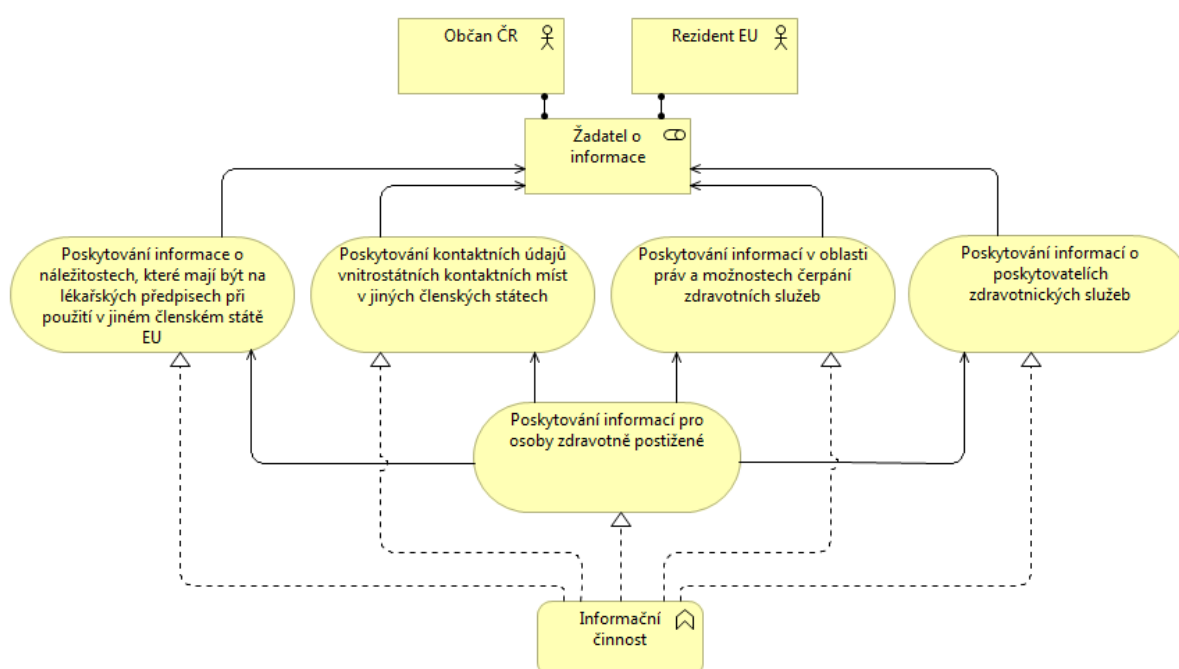 Občan ČR
Rezident EU
Žadatel o
informace
Poskytování informace o
náležitostech, které mají být na
lékařských předpisech při
použití v jiném členském státě
EU
Poskytování kontaktních údajů
vnitrostátních kontaktních míst
v jiných členských státech
Poskytování informací v oblasti
práv a možnostech čerpání
zdravotních služeb
Poskytování informací o
poskytovatelích
zdravotnických služeb
Poskytování informací pro
osoby zdravotně postižené
Informační
činnost